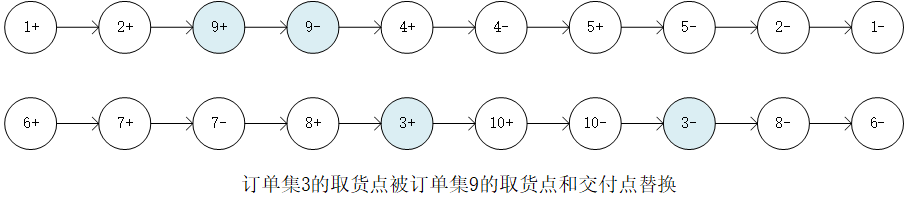 1+ 2+ 9+ 9- 4+ 4- 5+ 5- 2- 1-
6+ 7+ 7- 8+ 3+ 10+ 10- 3- 8- 6-
订单集3的取货点被订单集9的取货点和交付点替换